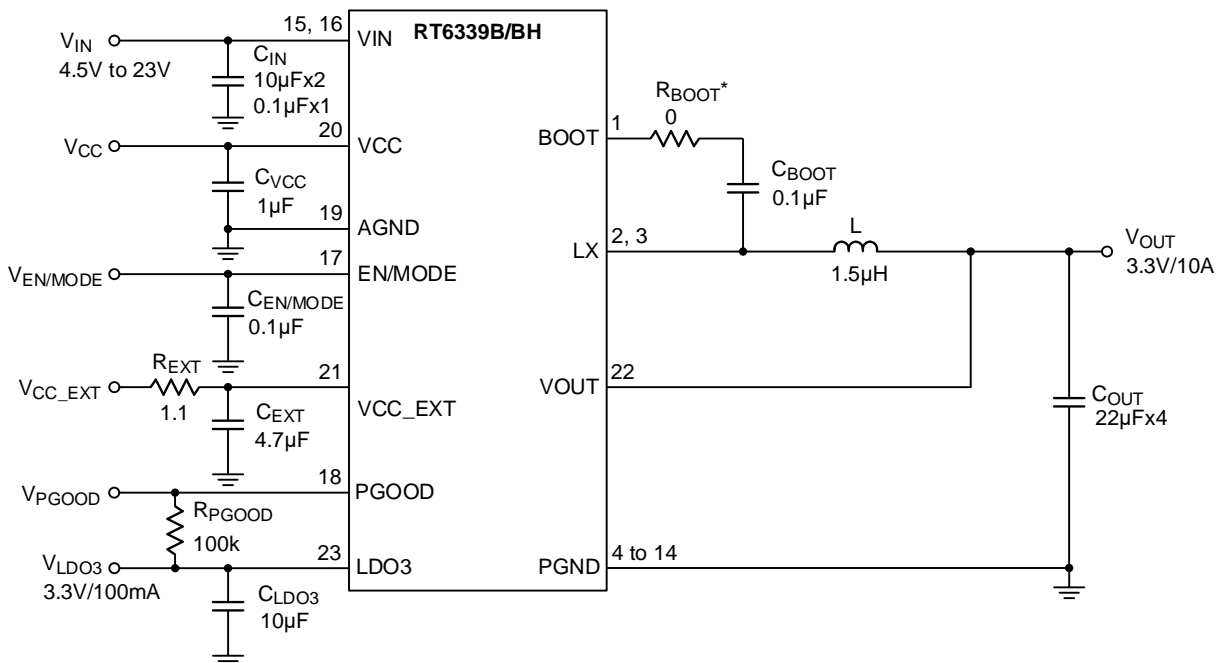 RT6339B/BH
V_IN
4.5V to 23V
15, 16
VIN
C_IN
10µFx2
0.1µFx1
V_CC
20
VCC
C_VCC
1µF
19
AGND
V_EN/MODE
17
EN/MODE
C_EN/MODE
0.1µF
V_CC_EXT
R_EXT
1.1
21
VCC_EXT
C_EXT
4.7µF
V_PGOOD
18
PGOOD
R_PGOOD
100k
V_LDO3
3.3V/100mA
23
LDO3
C_LDO3
10µF
BOOT
1
R_BOOT*
0
C_BOOT
0.1µF
LX
2, 3
L
1.5µH
V_OUT
3.3V/10A
VOUT
22
C_OUT
22µFx4
PGND
4 to 14